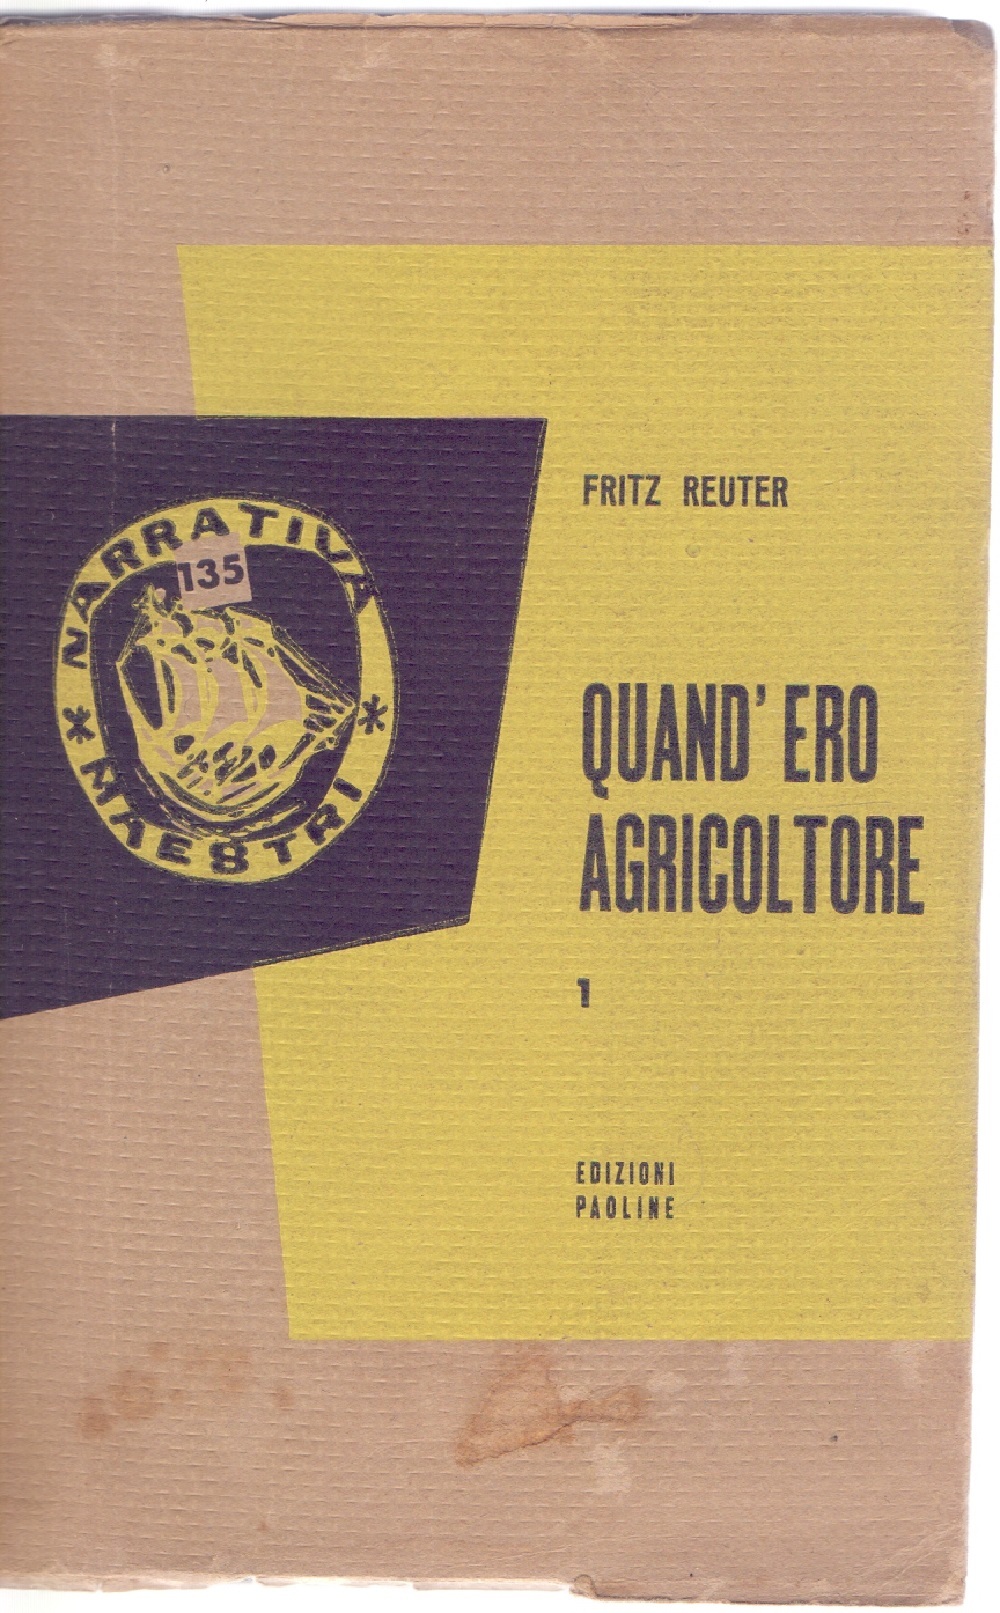 NARRATIVA
135
* MAESTRI *
FRITZ REUTER
QUAND' ERO
AGRICOLTORE
1
EDIZIONI
PAOLINE